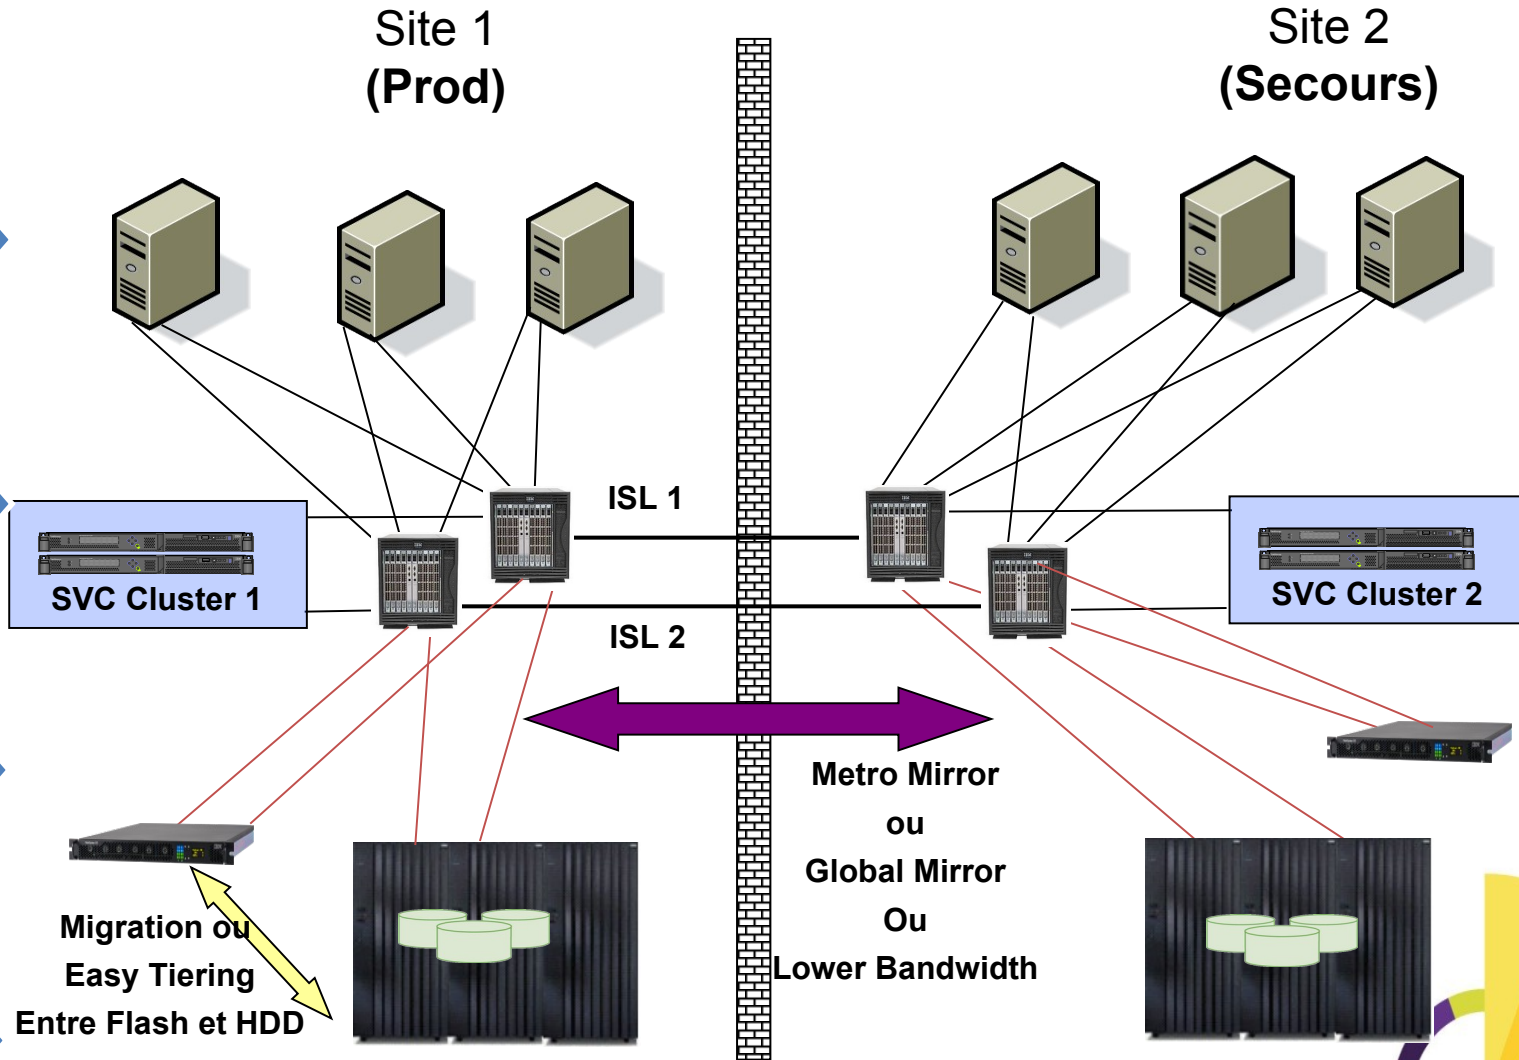 Site 1
(Prod)
Site 2
(Secours)
ISL 1
SVC Cluster 1
SVC Cluster 2
ISL 2
Metro Mirror
ou
Global Mirror
Ou
Lower Bandwidth
Migration ou
Easy Tiering
Entre Flash et HDD